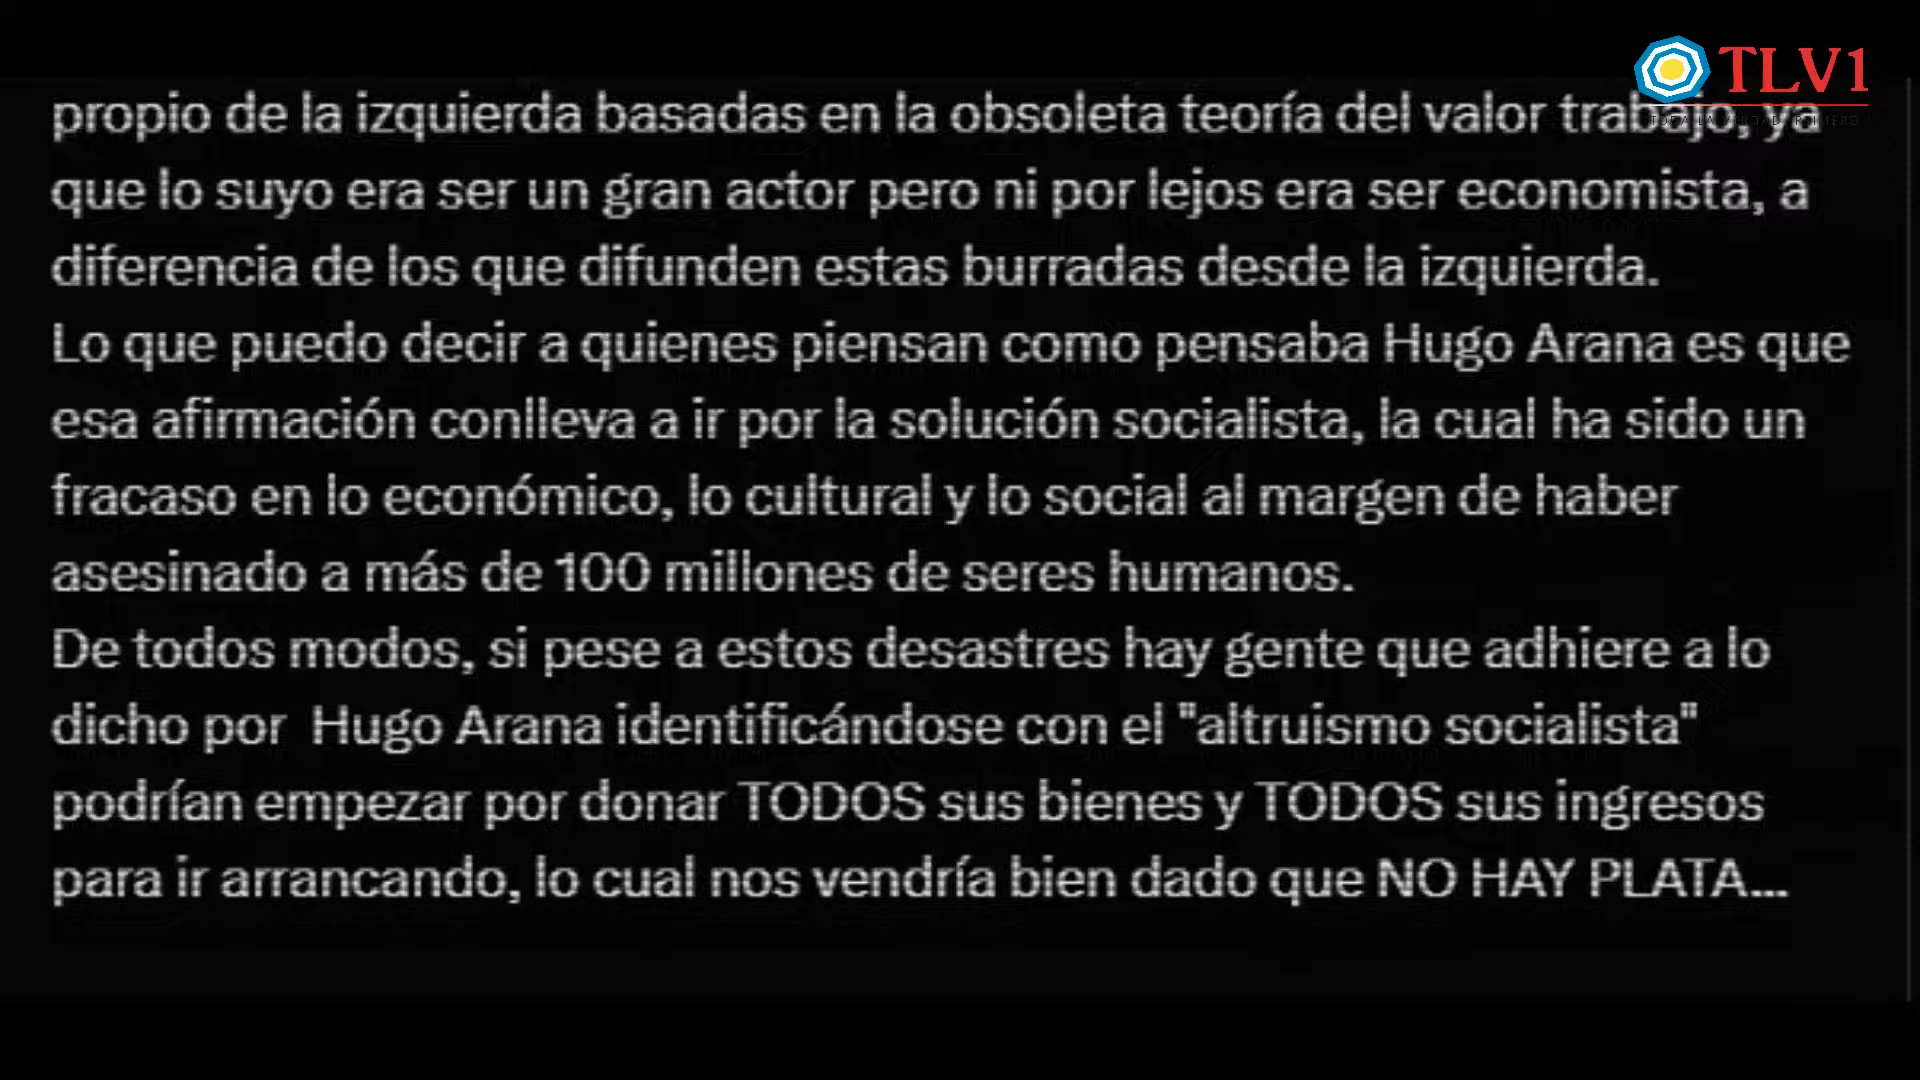 TLV1
TODA LA VERDAD PRIMERO
propio de la izquierda basadas en la obsoleta teoría del valor trabajo, ya
que lo suyo era ser un gran actor pero ni por lejos era ser economista, a
diferencia de los que difunden estas burradas desde la izquierda.
Lo que puedo decir a quienes piensan como pensaba Hugo Arana es que
esa afirmación conlleva a ir por la solución socialista, la cual ha sido un
fracaso en lo económico, lo cultural y lo social al margen de haber
asesinado a más de 100 millones de seres humanos.
De todos modos, si pese a estos desastres hay gente que adhiere a lo
dicho por  Hugo Arana identificándose con el "altruismo socialista"
podrían empezar por donar TODOS sus bienes y TODOS sus ingresos
para ir arrancando, lo cual nos vendría bien dado que NO HAY PLATA...